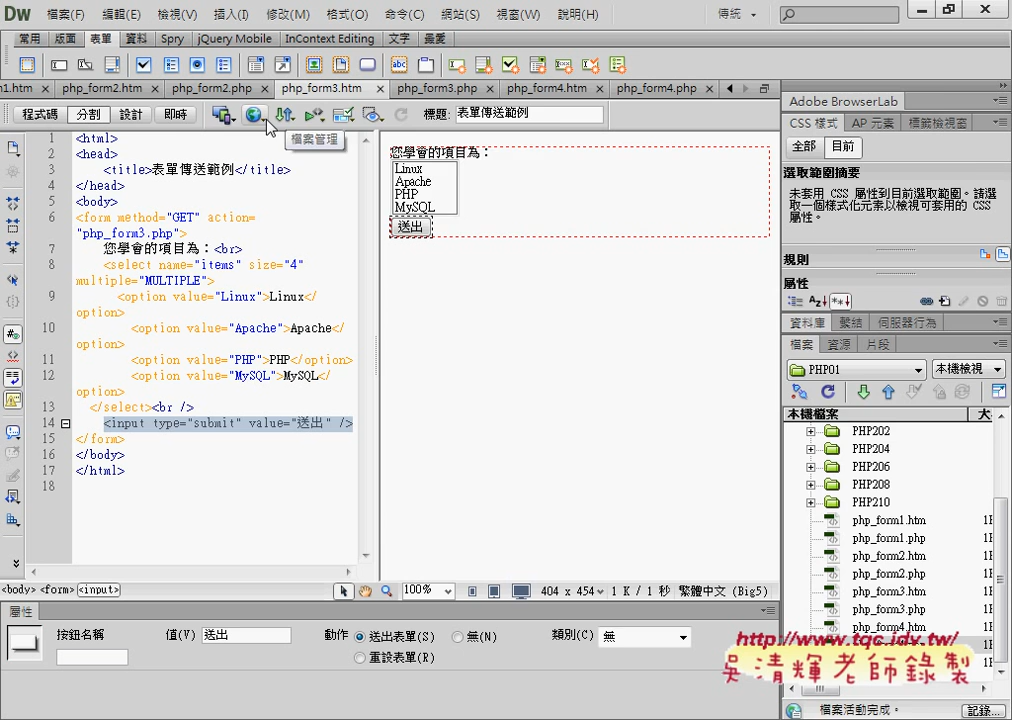 Dw 檔案(F) 編輯(E) 檢視(V) 插入(I) 修改(M) 格式(O) 命令(C) 網站(S) 視窗(W) 說明(H) 傳統
常用 版面 表單 資料 Spry jQuery Mobile InContext Editing 文字 最愛
n1.htm php_form2.htm php_form2.php php_form3.htm php_form3.php php_form4.htm php_form4.php
程式碼 分割 設計 即時 標題: 表單傳送範例
檔案管理
1 <html>
2 <head>
3 <title>表單傳送範例</title>
4 </head>
5 <body>
6 <form method="GET" action=
"php_form3.php">
7 您學會的項目為：<br>
8 <select name="items" size="4"
multiple="MULTIPLE">
9 <option value="Linux">Linux</
option>
10 <option value="Apache">Apache</
option>
11 <option value="PHP">PHP</option>
12 <option value="MySQL">MySQL</
option>
13 </select><br />
14 <input type="submit" value="送出" />
15 </form>
16 </body>
17 </html>
18
您學會的項目為：
Linux
Apache
PHP
MySQL
送出
<body> <form> <input> 100% 404 x 454 1 K / 1 秒 繁體中文 (Big5)
屬性
按鈕名稱 值(V) 送出 動作 送出表單(S) 無(N) 類別(C) 無
重設表單(R)
Adobe BrowserLab
CSS 樣式 AP 元素 標籤檢視窗
全部 目前
選取範圍摘要
未套用 CSS 屬性到目前選取範圍。請選
取一個樣式化元素以檢視可套用的 CSS
屬性。
規則
屬性
資料庫 繫結 伺服器行為
檔案 資源 片段
PHP01 本機檢視
本機檔案 大
PHP202
PHP204
PHP206
PHP208
PHP210
php_form1.htm
php_form1.php
php_form2.htm
php_form2.php
php_form3.htm
php_form3.php
php_form4.htm
http://www.tqc.idv.tw/
吳清輝老師錄製
檔案活動完成。 記錄...